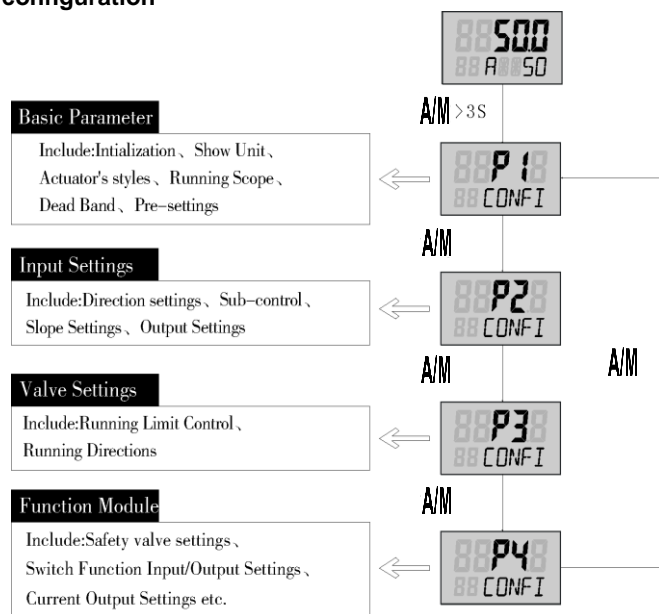 configuration
50.0
A 50
A/M >3S
Basic Parameter
Include:Intialization、Show Unit、
Actuator's styles、Running Scope、
Dead Band、Pre-settings
P1
CONFI
A/M
Input Settings
Include:Direction settings、Sub-control、
Slope Settings、Output Settings
P2
CONFI
A/M
A/M
Valve Settings
Include:Running Limit Control、
Running Directions
P3
CONFI
A/M
Function Module
Include:Safety valve settings、
Switch Function Input/Output Settings、
Current Output Settings etc.
P4
CONFI